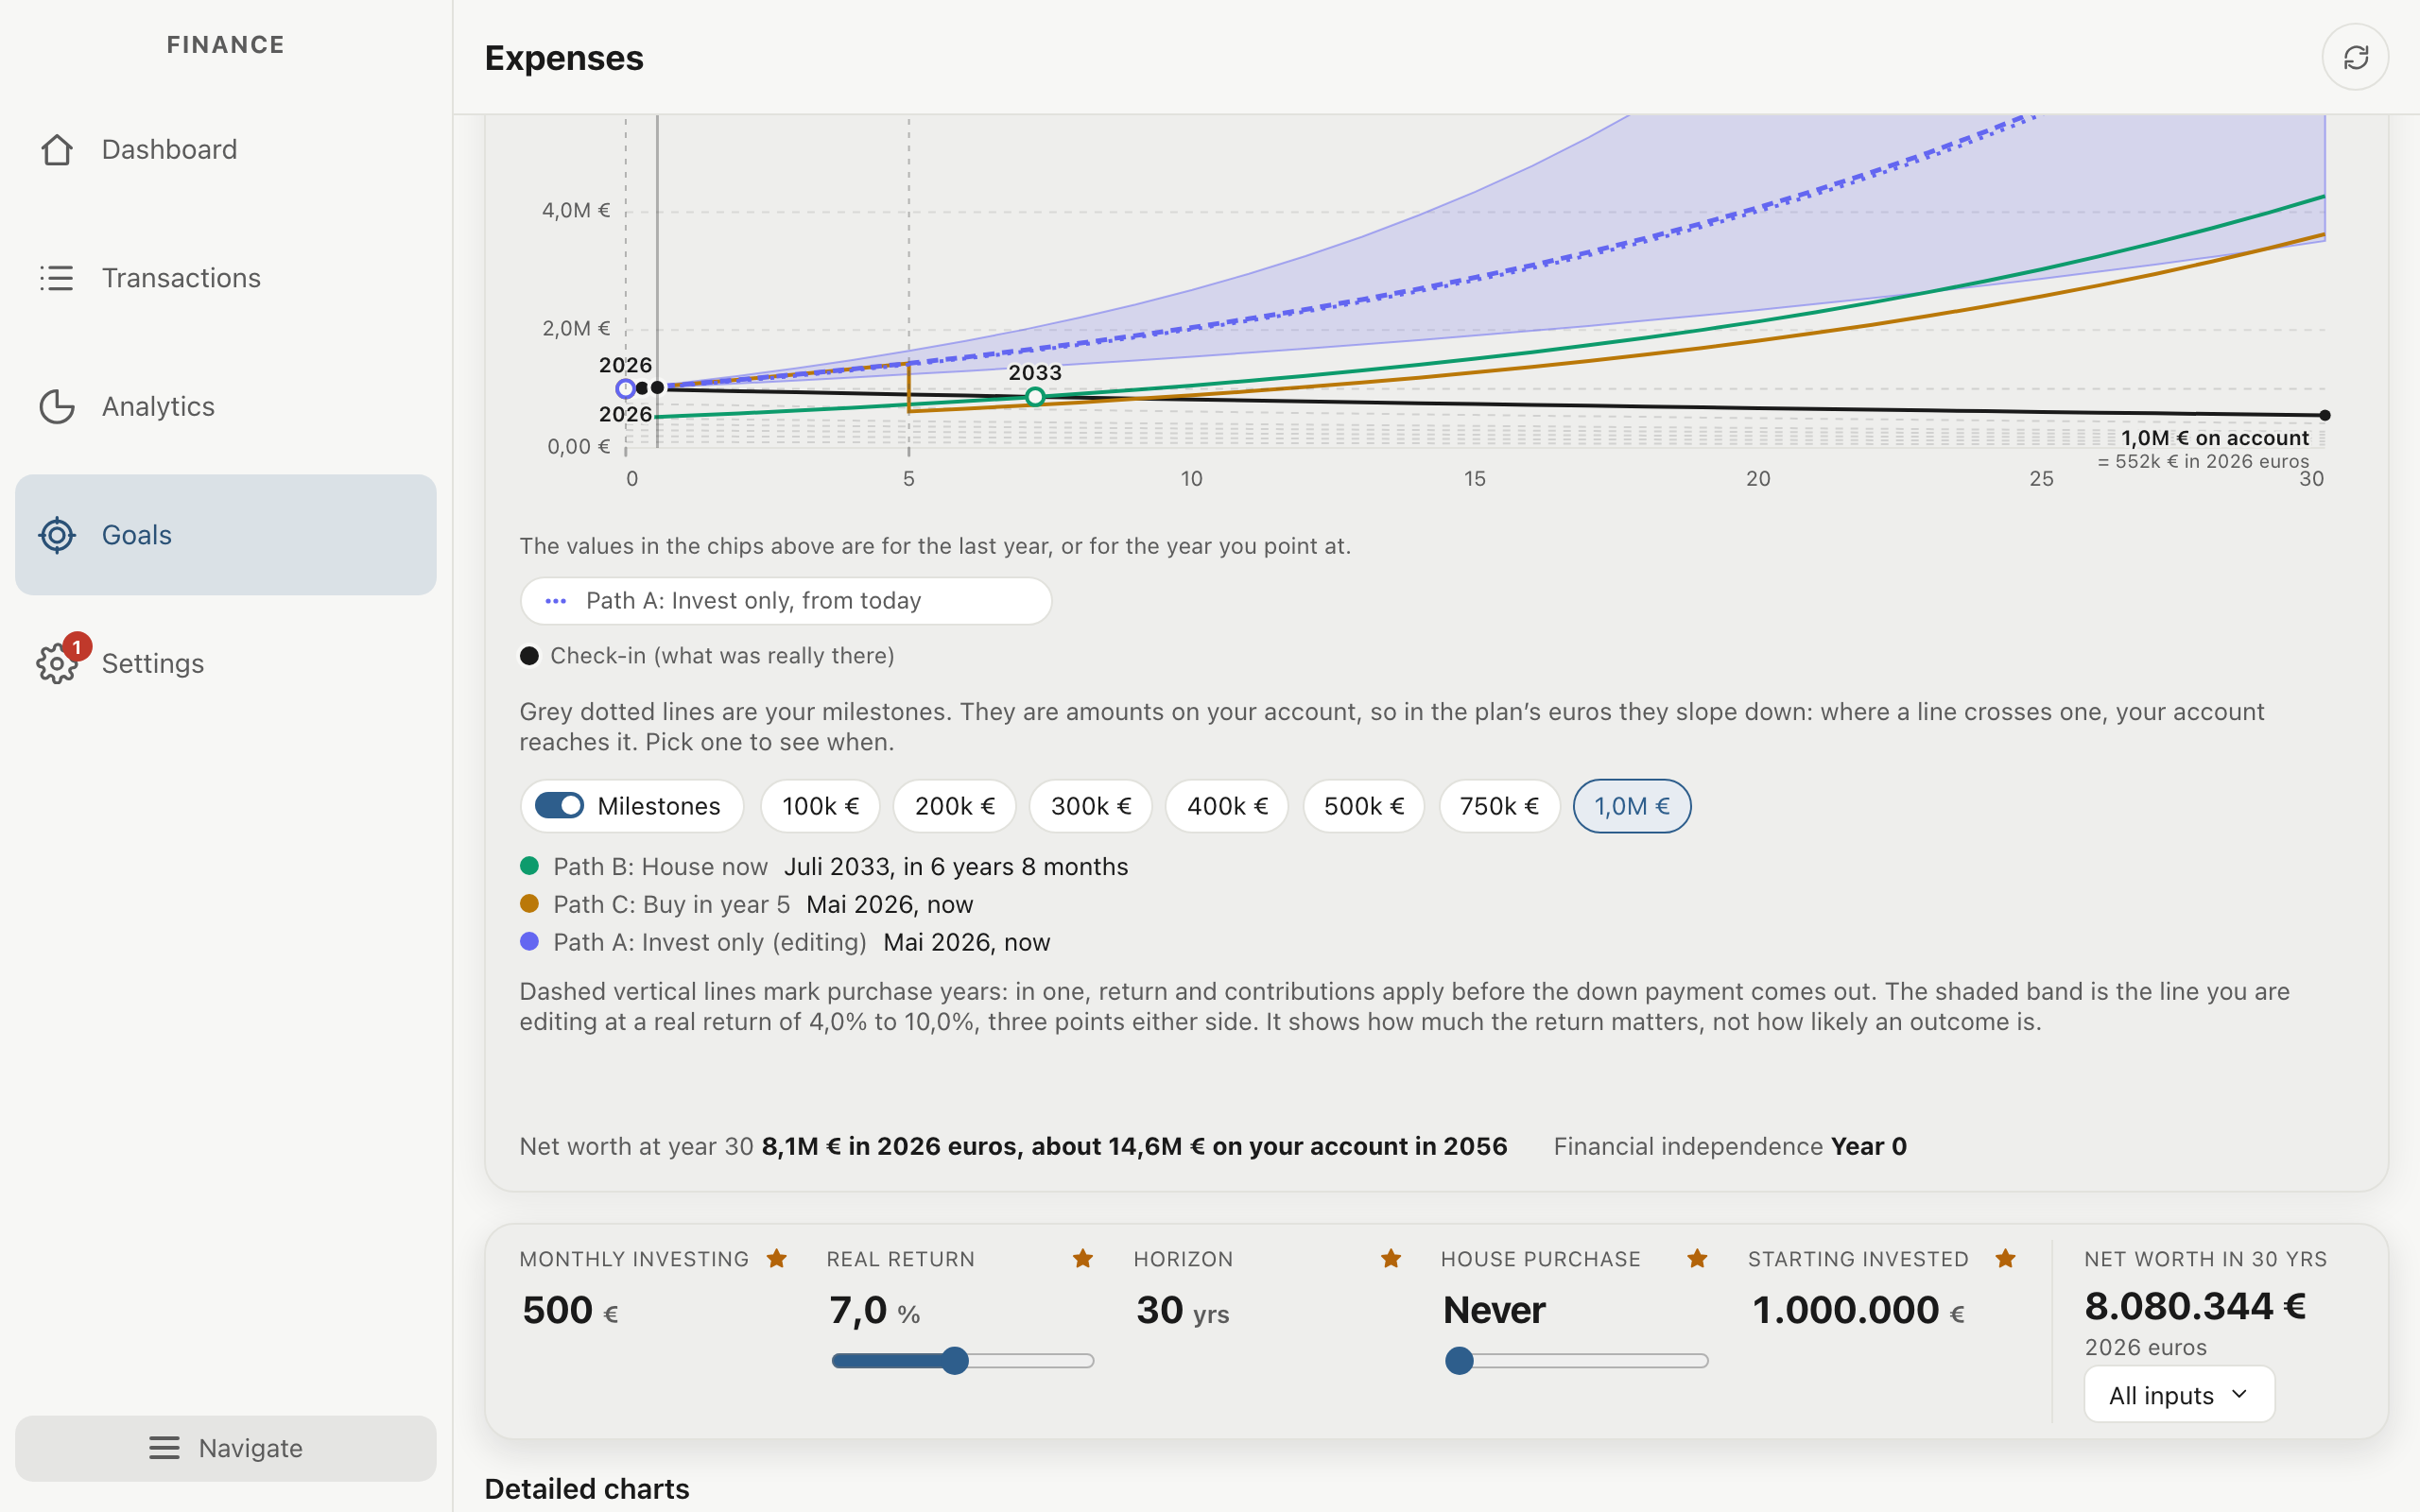 FINANCE
Dashboard
Transactions
Analytics
Goals
1
Settings
Navigate
Expenses
4,0M €
2,0M €
2026
2033
2026
0,00 €
1,0M € on account
= 552k € in 2026 euros
0 5 10 15 20 25 30
The values in the chips above are for the last year, or for the year you point at.
Path A: Invest only, from today
Check-in (what was really there)
Grey dotted lines are your milestones. They are amounts on your account, so in the plan’s euros they slope down: where a line crosses one, your account
reaches it. Pick one to see when.
Milestones 100k € 200k € 300k € 400k € 500k € 750k € 1,0M €
Path B: House now Juli 2033, in 6 years 8 months
Path C: Buy in year 5 Mai 2026, now
Path A: Invest only (editing) Mai 2026, now
Dashed vertical lines mark purchase years: in one, return and contributions apply before the down payment comes out. The shaded band is the line you are
editing at a real return of 4,0% to 10,0%, three points either side. It shows how much the return matters, not how likely an outcome is.
Net worth at year 30 8,1M € in 2026 euros, about 14,6M € on your account in 2056 Financial independence Year 0
MONTHLY INVESTING
500 €
REAL RETURN
7,0 %
HORIZON
30 yrs
HOUSE PURCHASE
Never
STARTING INVESTED
1.000.000 €
NET WORTH IN 30 YRS
8.080.344 €
2026 euros
All inputs
Detailed charts